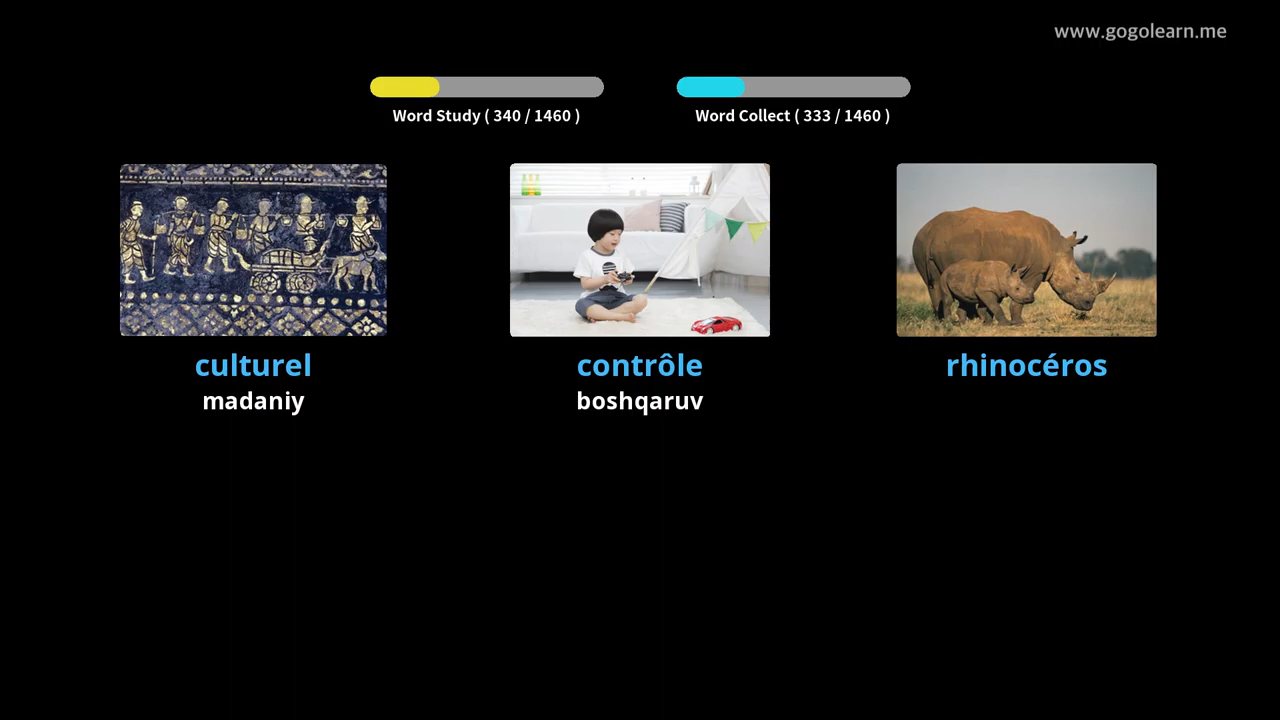 www.gogolearn.me
Word Study ( 340 / 1460 )
Word Collect ( 333 / 1460 )
culturel
madaniy
contrôle
boshqaruv
rhinocéros